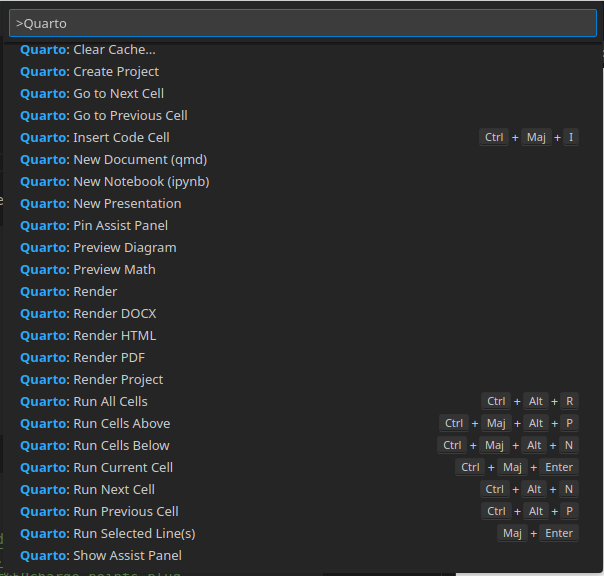 >Quarto
Quarto: Clear Cache...
Quarto: Create Project
Quarto: Go to Next Cell
Quarto: Go to Previous Cell
Quarto: Insert Code Cell Ctrl + Maj + I
Quarto: New Document (qmd)
Quarto: New Notebook (ipynb)
Quarto: New Presentation
Quarto: Pin Assist Panel
Quarto: Preview Diagram
Quarto: Preview Math
Quarto: Render
Quarto: Render DOCX
Quarto: Render HTML
Quarto: Render PDF
Quarto: Render Project
Quarto: Run All Cells Ctrl + Alt + R
Quarto: Run Cells Above Ctrl + Maj + Alt + P
Quarto: Run Cells Below Ctrl + Maj + Alt + N
Quarto: Run Current Cell Ctrl + Maj + Enter
Quarto: Run Next Cell Ctrl + Alt + N
Quarto: Run Previous Cell Ctrl + Alt + P
Quarto: Run Selected Line(s) Maj + Enter
Quarto: Show Assist Panel